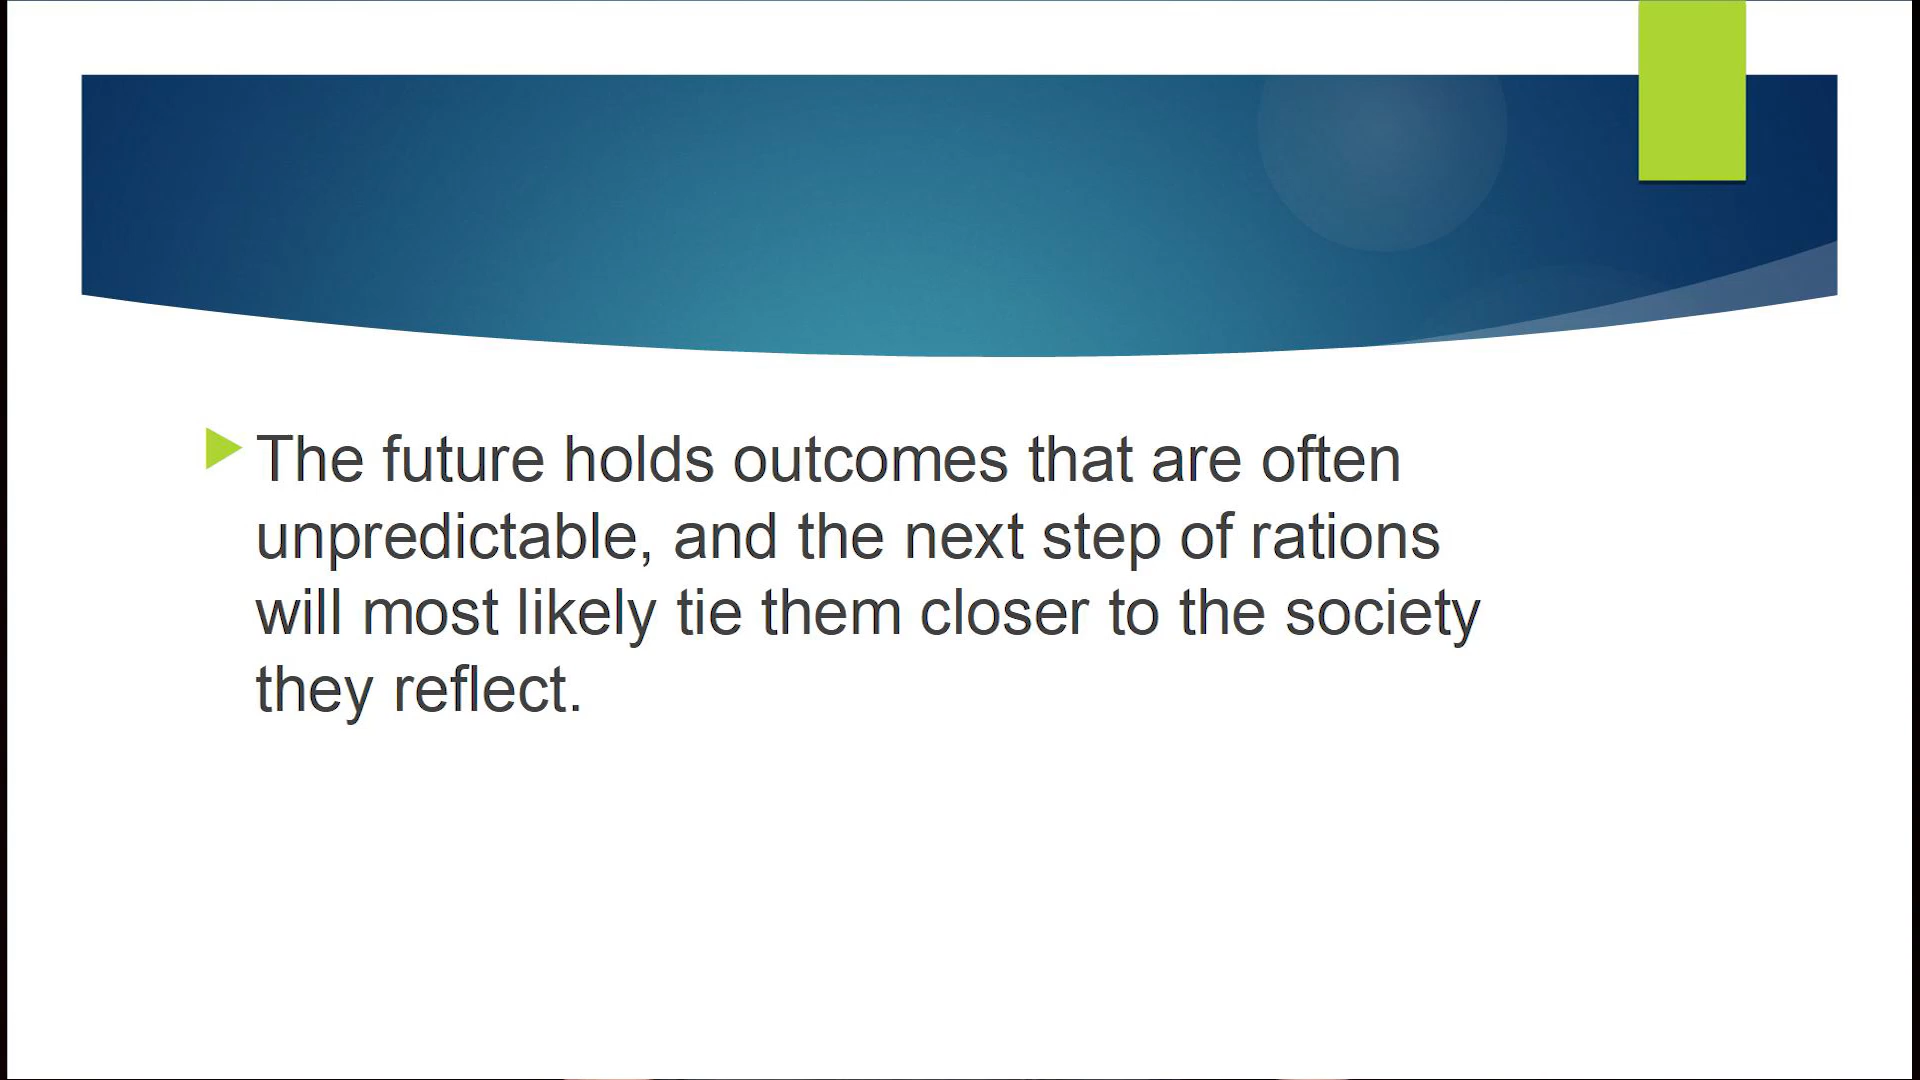 The future holds outcomes that are often
unpredictable, and the next step of rations
will most likely tie them closer to the society
they reflect.